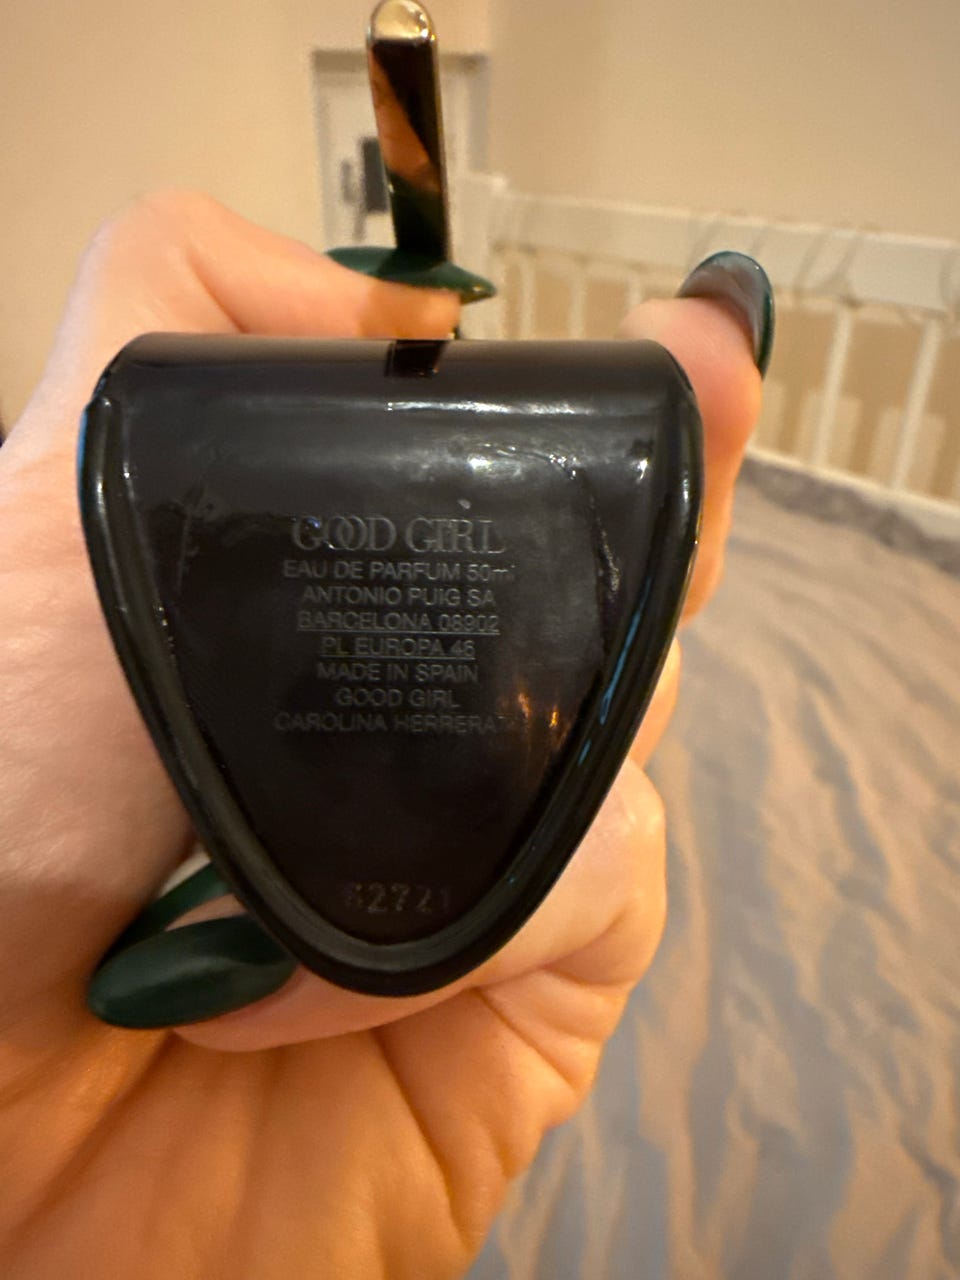 GOOD GIRL
EAU DE PARFUM 50ml
ANTONIO PUIG SA
BARCELONA 08902
PL EUROPA 46
MADE IN SPAIN
GOOD GIRL
CAROLINA HERRERA